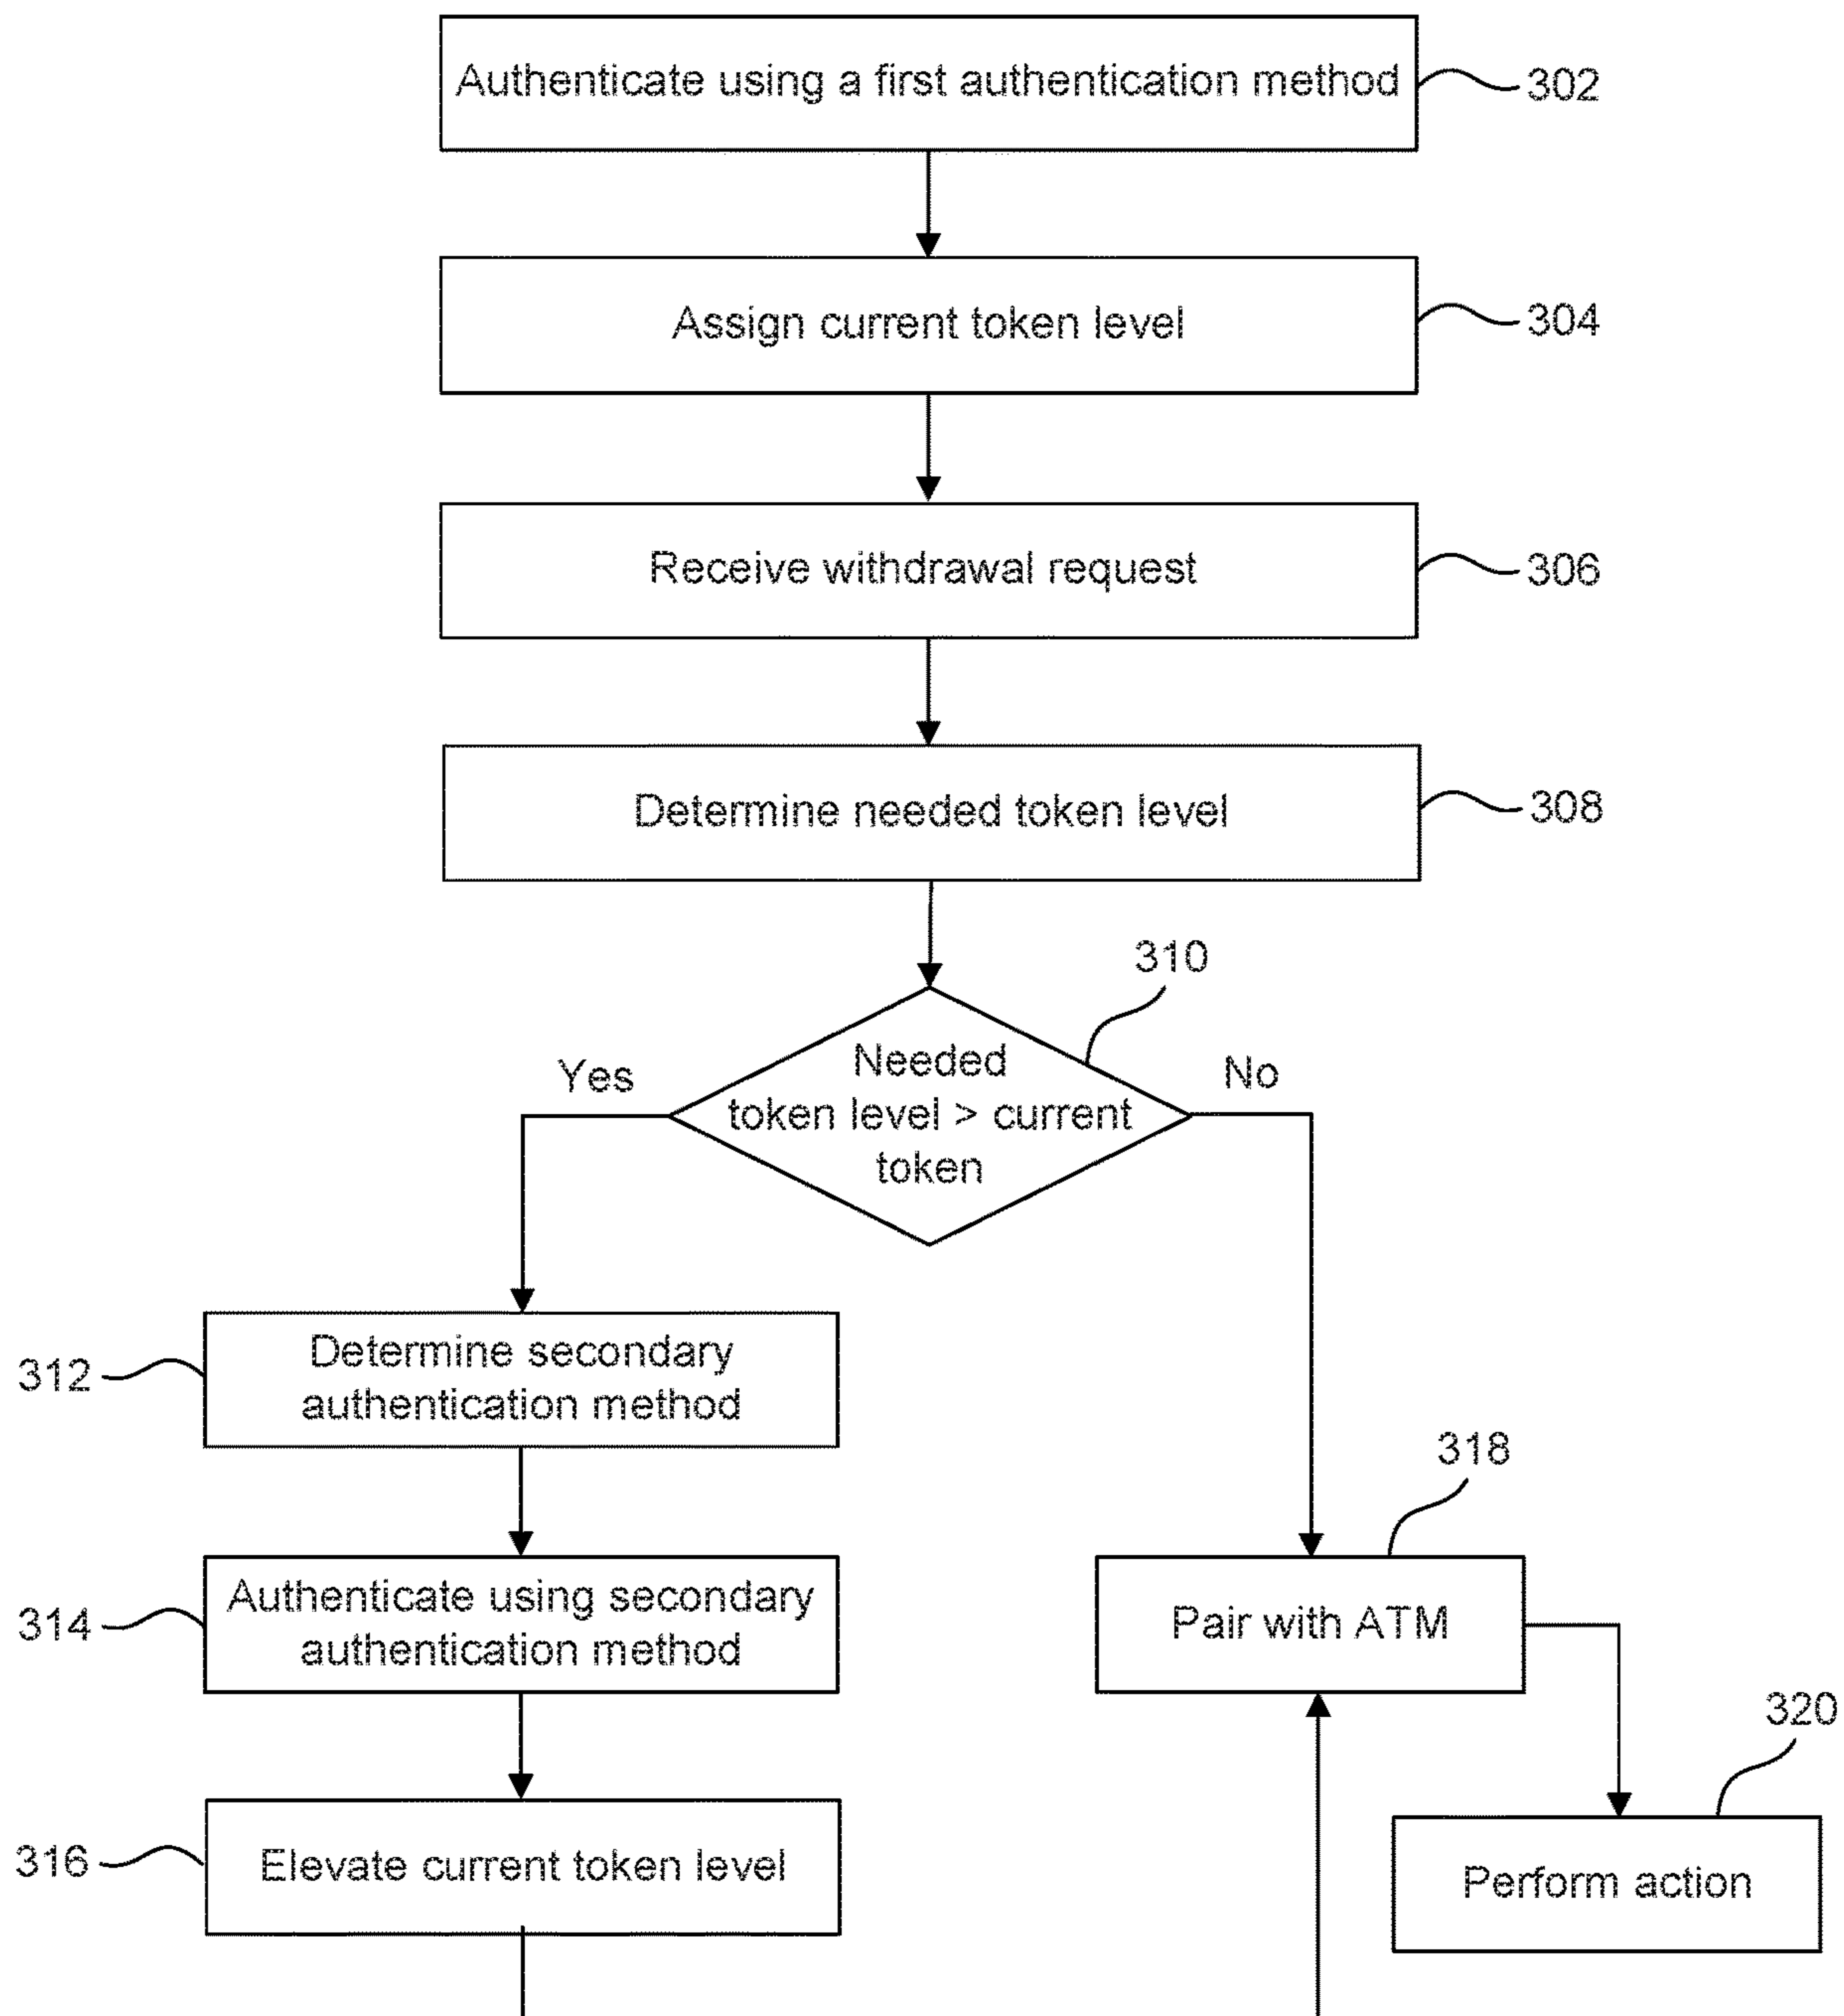 Authenticate using a first authentication method
302
Assign current token level
304
Receive withdrawal request
306
Determine needed token level
308
310
Yes
Needed
token level > current
token
No
312
Determine secondary
authentication method
318
314
Authenticate using secondary
authentication method
Pair with ATM
320
316
Elevate current token level
Perform action